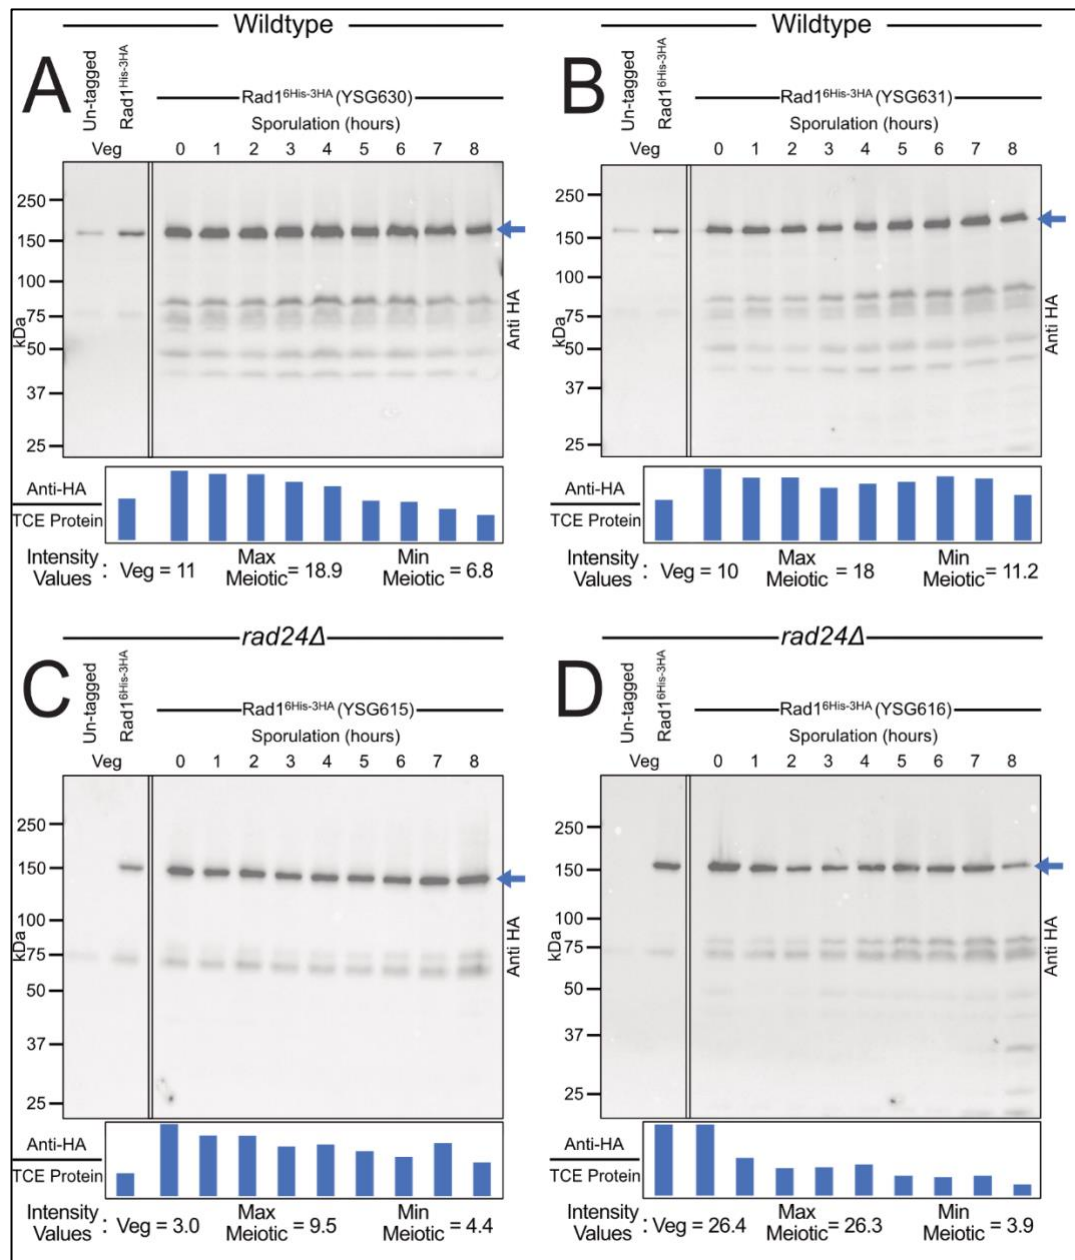 Wildtype
A
Un-tagged
Rad1His-3HA
Rad16His-3HA (YSG630)
Sporulation (hours)
Veg
0 1 2 3 4 5 6 7 8
250
150
100
75
50
37
25
kDa
Anti HA
Anti-HA
TCE Protein
Intensity Values : Veg = 11 Max Meiotic = 18.9 Min Meiotic = 6.8
Wildtype
B
Un-tagged
Rad16His-3HA
Rad16His-3HA (YSG631)
Sporulation (hours)
Veg
0 1 2 3 4 5 6 7 8
250
150
100
75
50
37
25
kDa
Anti HA
Anti-HA
TCE Protein
Intensity Values : Veg = 10 Max Meiotic = 18 Min Meiotic = 11.2
rad24Δ
C
Un-tagged
Rad16His-3HA
Rad16His-3HA (YSG615)
Sporulation (hours)
Veg
0 1 2 3 4 5 6 7 8
250
150
100
75
50
37
25
kDa
Anti HA
Anti-HA
TCE Protein
Intensity Values : Veg = 3.0 Max Meiotic = 9.5 Min Meiotic = 4.4
rad24Δ
D
Un-tagged
Rad16His-3HA
Rad16His-3HA (YSG616)
Sporulation (hours)
Veg
0 1 2 3 4 5 6 7 8
250
150
100
75
50
37
25
kDa
Anti HA
Anti-HA
TCE Protein
Intensity Values : Veg = 26.4 Max Meiotic = 26.3 Min Meiotic = 3.9